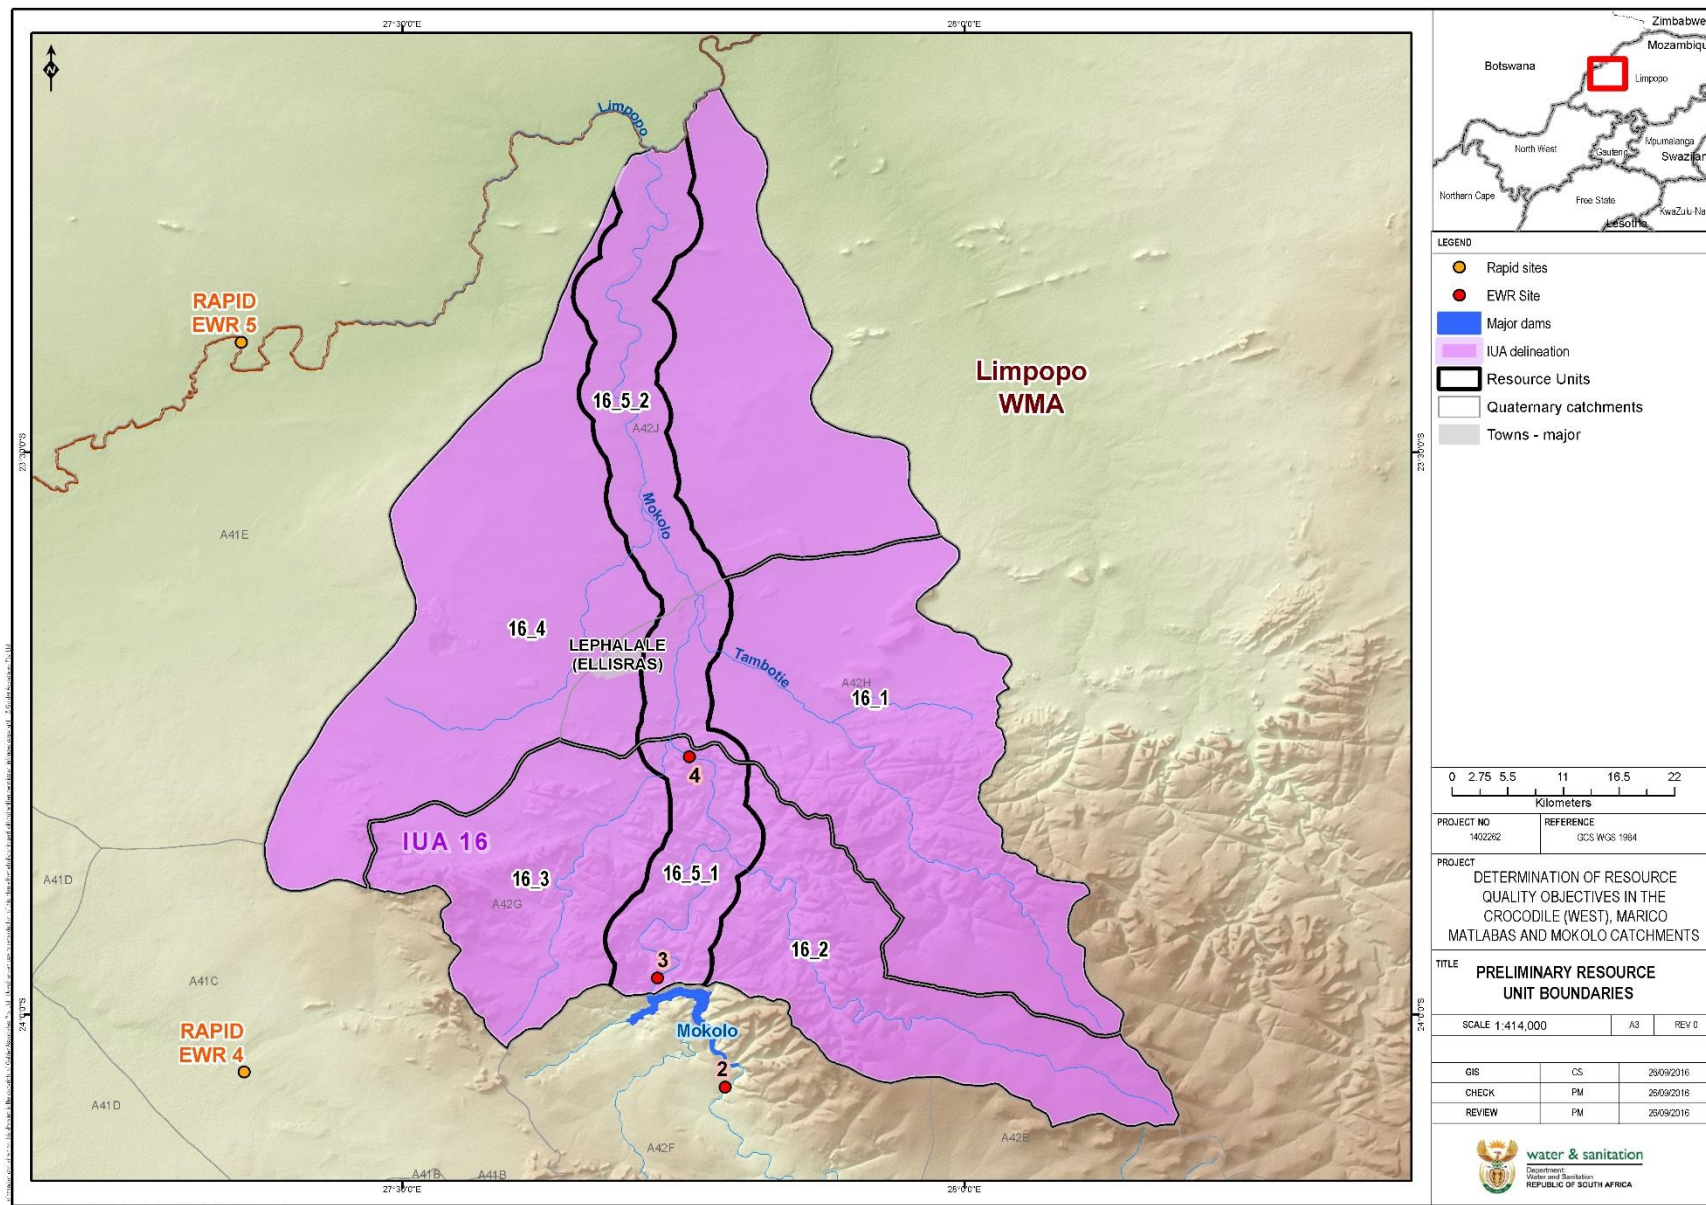 27°30'0"E
28°0'0"E
Limpopo
RAPID
EWR 5
Limpopo
WMA
16_5_2
A42J
23°30'0"S
23°30'0"S
Mokolo
A41E
16_4
LEPHALALE
(ELLISRAS)
Tambotie
A42H
16_1
4
IUA 16
16_5_1
16_3
A42G
A41D
16_2
3
A41C
24°0'0"S
24°0'0"S
RAPID
EWR 4
Mokolo
2
A41D
A42F
A42E
A41B
A41B
27°30'0"E
28°0'0"E
Zimbabwe
Mozambiqu
Botswana
Limpopo
North West
Gauteng
Mpumalanga
Swazilan
Northern Cape
Free State
KwaZulu-Na
Lesotho
LEGEND
Rapid sites
EWR Site
Major dams
IUA delineation
Resource Units
Quaternary catchments
Towns - major
0 2.75 5.5 11 16.5 22
Kilometers
PROJECT NO
1402262
REFERENCE
GCS WGS 1984
PROJECT
DETERMINATION OF RESOURCE
QUALITY OBJECTIVES IN THE
CROCODILE (WEST), MARICO
MATLABAS AND MOKOLO CATCHMENTS
TITLE
PRELIMINARY RESOURCE
UNIT BOUNDARIES
SCALE 1:414,000 A3 REV 0
GIS CS 26/09/2016
CHECK PM 26/09/2016
REVIEW PM 26/09/2016
water & sanitation
Department:
Water and Sanitation
REPUBLIC OF SOUTH AFRICA